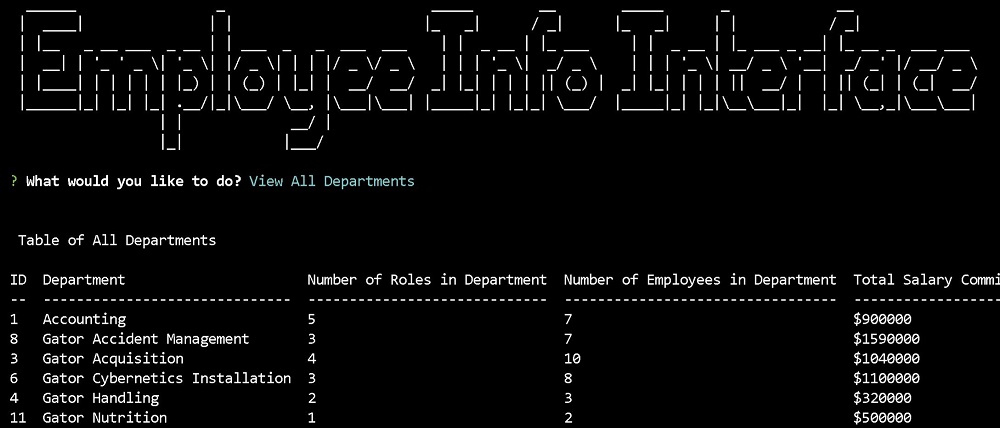 Employee Info Interface
? What would you like to do? View All Departments
Table of All Departments
ID Department Number of Roles in Department Number of Employees in Department Total Salary Commi
-- ------------------------------ ----------------------------- --------------------------------- ------------------
1 Accounting 5 7 $900000
8 Gator Accident Management 3 7 $1590000
3 Gator Acquisition 4 10 $1040000
6 Gator Cybernetics Installation 3 8 $1100000
4 Gator Handling 2 3 $320000
11 Gator Nutrition 1 2 $500000